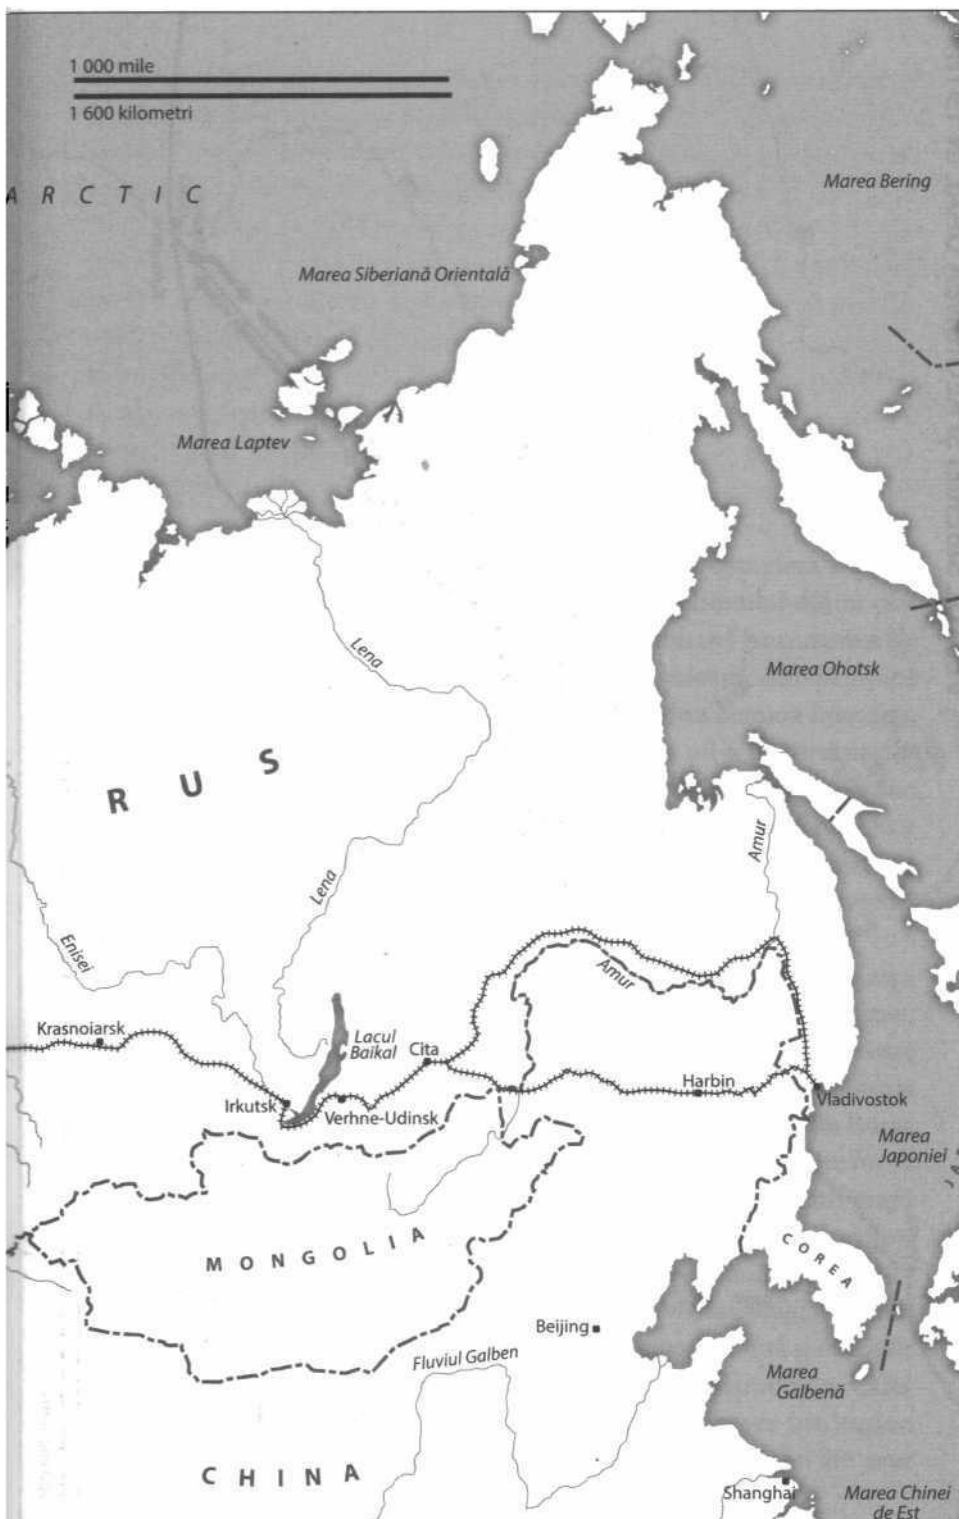 1 000 mile
1 600 kilometri
ARCTIC
Marea Bering
Marea Siberiană Orientală
Marea Laptev
Lena
Marea Ohotsk
RUS
Lena
Amur
Enisei
Amur
Krasnoiarsk
Lacul
Baikal
Cita
Irkutsk
Verhne-Udinsk
Harbin
Vladivostok
Marea
Japoniei
MONGOLIA
COREA
Beijing
Fluviul Galben
Marea
Galbenă
CHINA
Shanghai
Marea Chinei
de Est